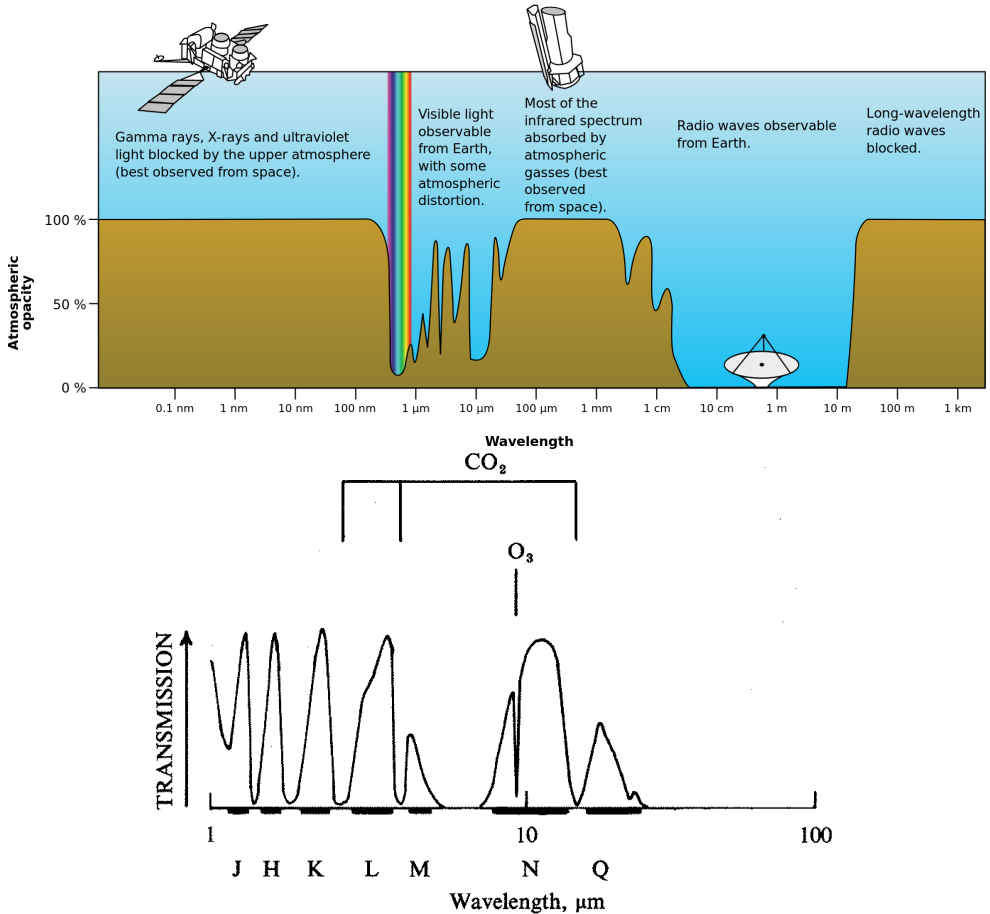 Gamma rays, X-rays and ultraviolet
light blocked by the upper atmosphere
(best observed from space).
Visible light
observable
from Earth,
with some
atmospheric
distortion.
Most of the
infrared spectrum
absorbed by
atmospheric
gasses (best
observed
from space).
Radio waves observable
from Earth.
Long-wavelength
radio waves
blocked.
Atmospheric
opacity
100 %
50 %
0 %
0.1 nm 1 nm 10 nm 100 nm 1 μm 10 μm 100 μm 1 mm 1 cm 10 cm 1 m 10 m 100 m 1 km
Wavelength
CO₂
O₃
TRANSMISSION
1 10 100
J H K L M N Q
Wavelength, μm